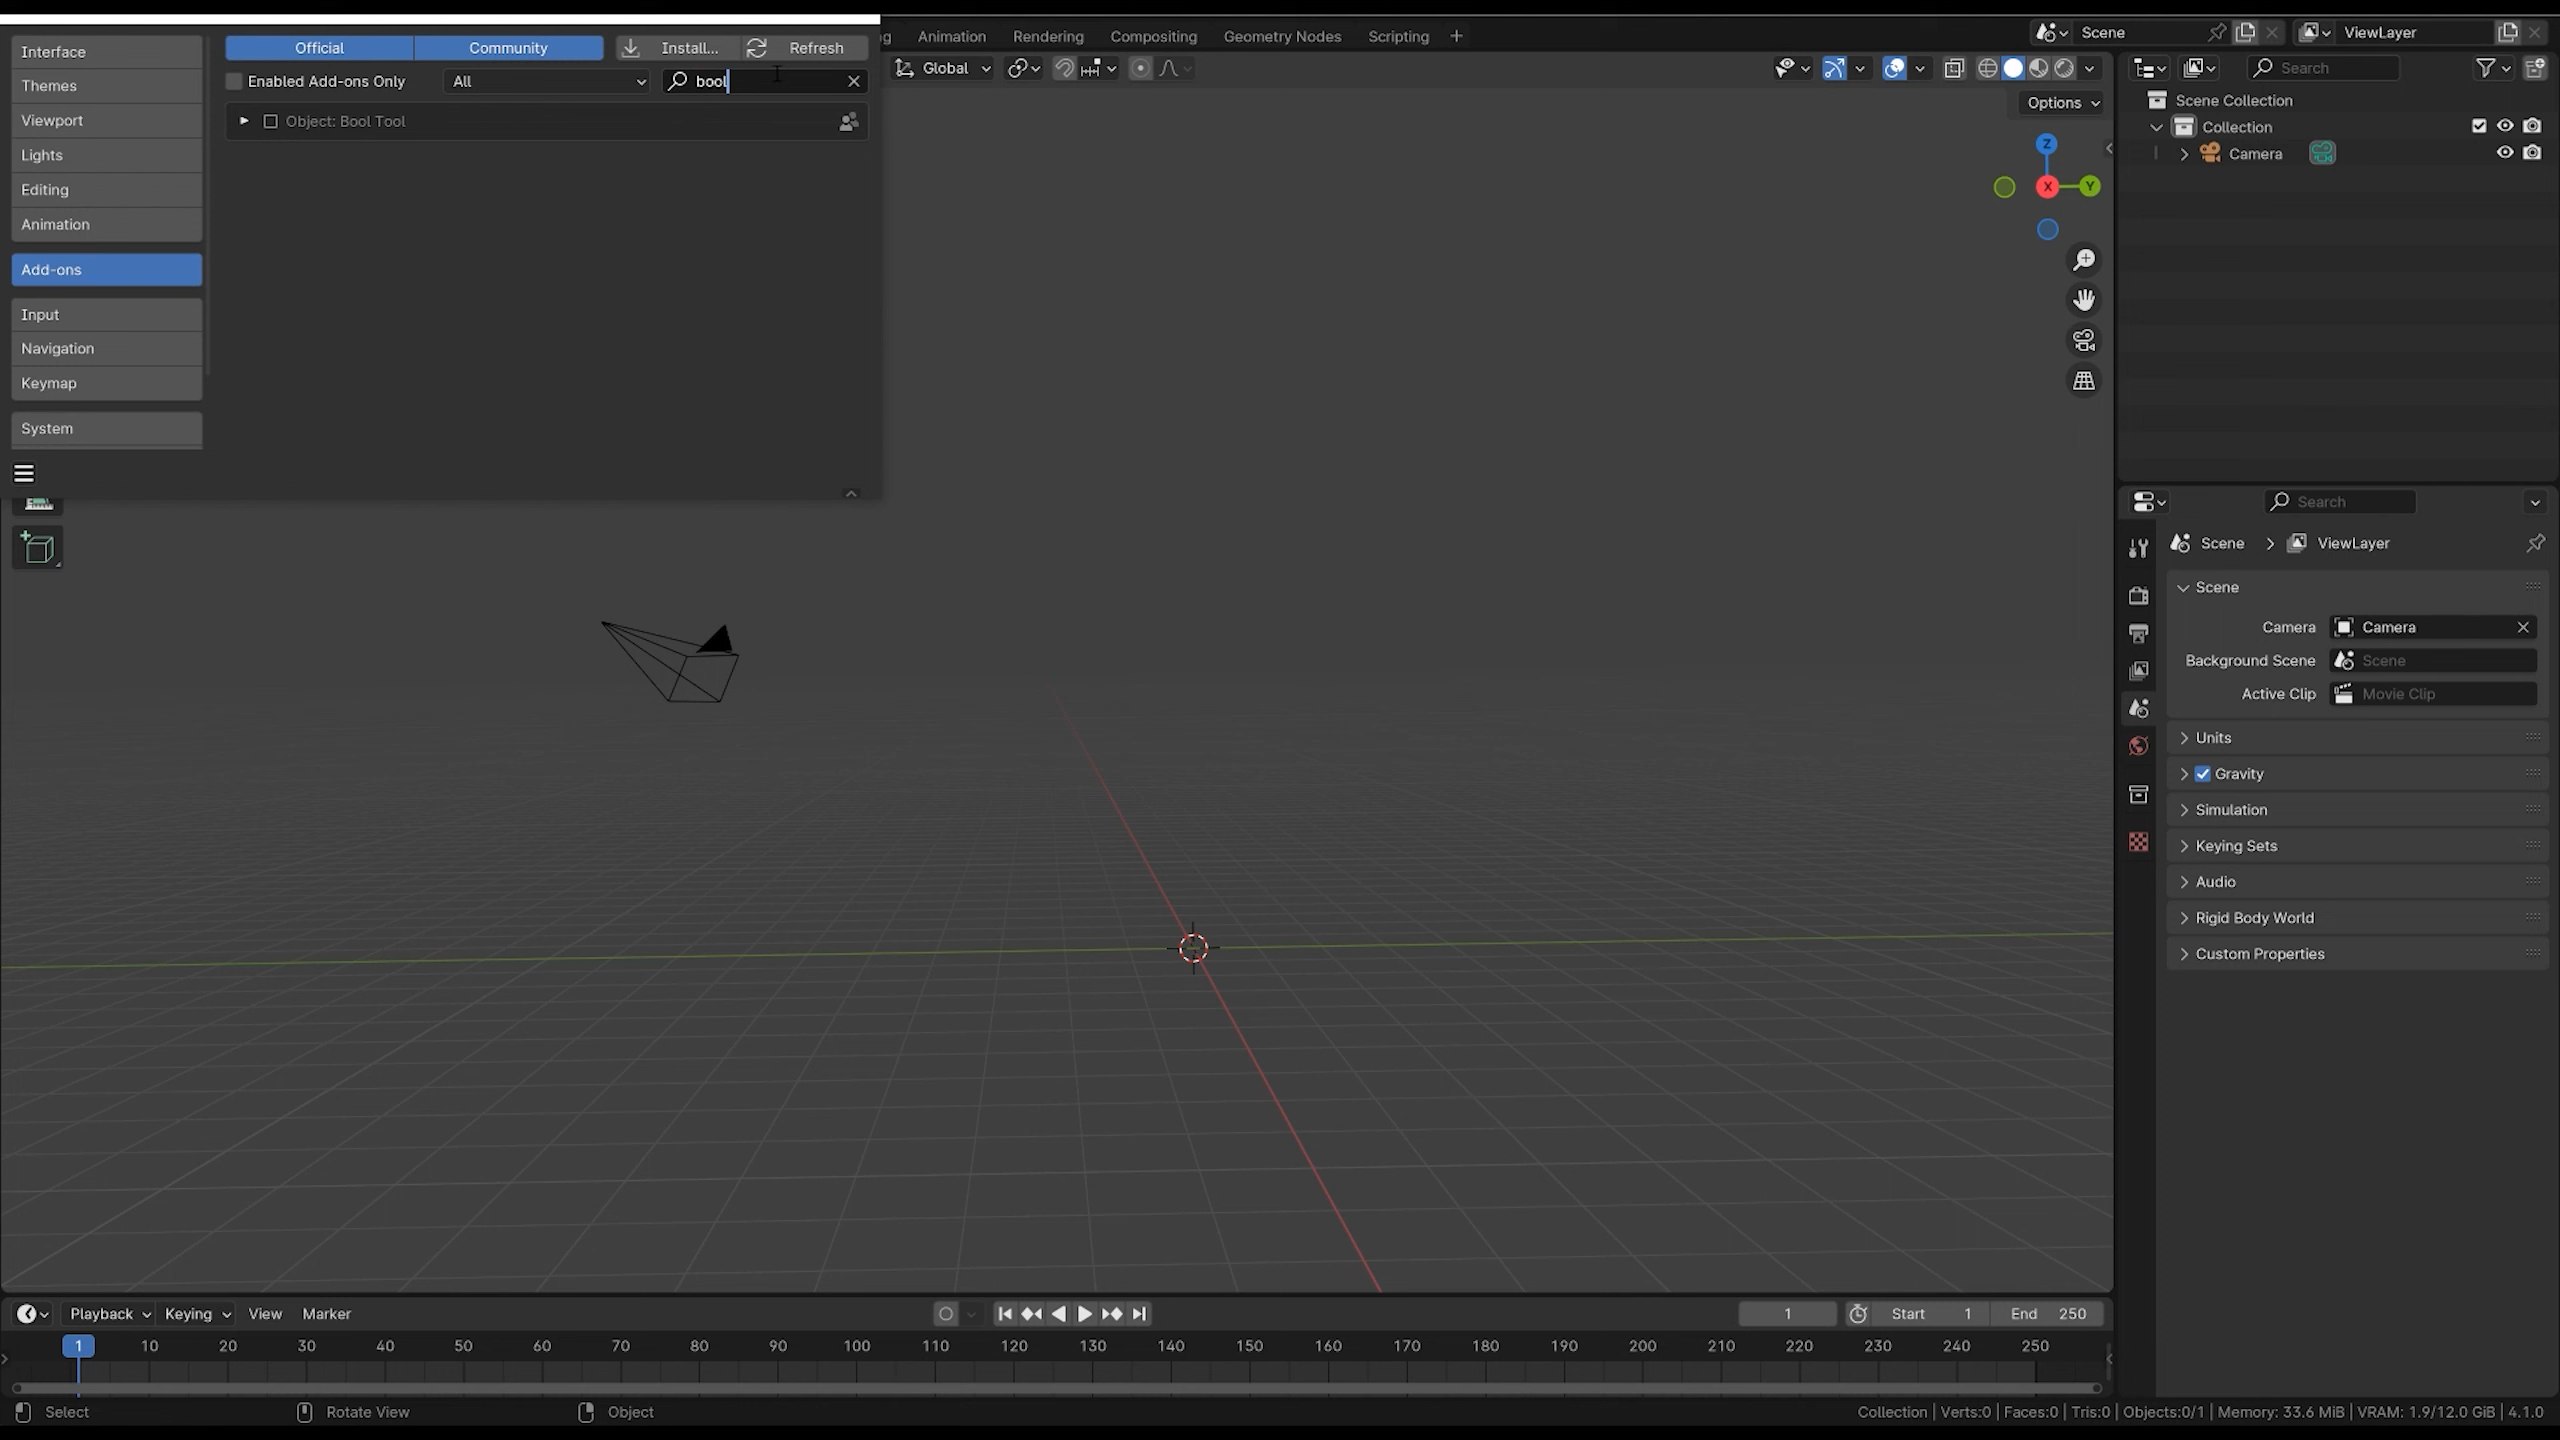 Animation Rendering Compositing Geometry Nodes Scripting
Scene
ViewLayer
Interface
Themes
Viewport
Lights
Editing
Animation
Add-ons
Input
Navigation
Keymap
System
Official
Community
Install...
Refresh
Enabled Add-ons Only
All
bool
Object: Bool Tool
Global
Options
Z
X
Y
Search
Scene Collection
Collection
Camera
Search
Scene
ViewLayer
Scene
Camera
Camera
Background Scene
Scene
Active Clip
Movie Clip
Units
Gravity
Simulation
Keying Sets
Audio
Rigid Body World
Custom Properties
Playback Keying View Marker
1
Start 1
End 250
1 10 20 30 40 50 60 70 80 90 100 110 120 130 140 150 160 170 180 190 200 210 220 230 240 250
Select
Rotate View
Object
Collection | Verts:0 | Faces:0 | Tris:0 | Objects:0/1 | Memory: 33.6 MiB | VRAM: 1.9/12.0 GiB | 4.1.0